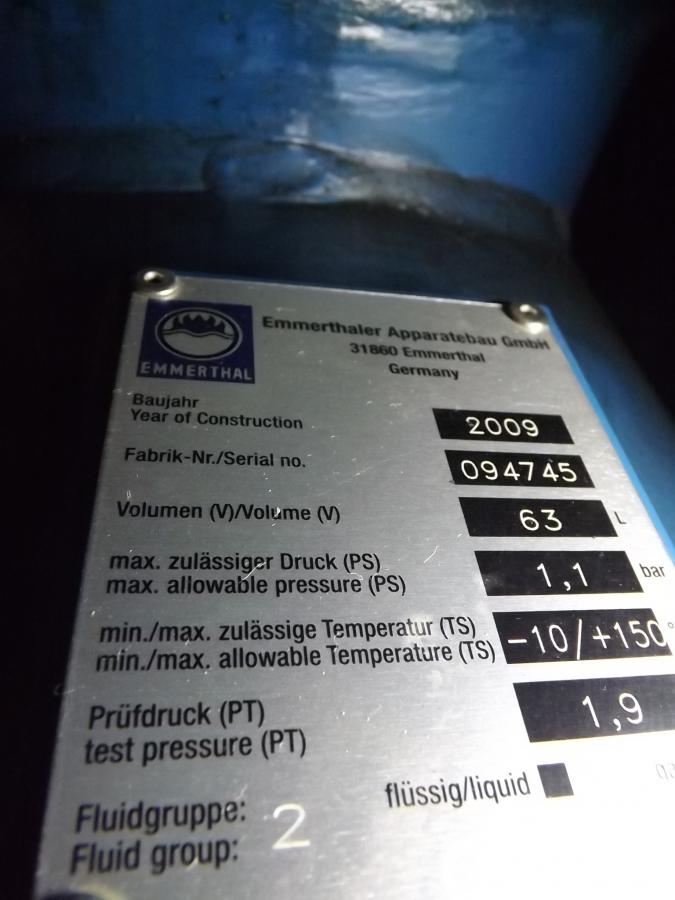 EMMERTHAL
Emmerthaler Apparatebau GmbH
31860 Emmerthal
Germany
Baujahr
Year of Construction 2009
Fabrik-Nr./Serial no. 094745
Volumen (V)/Volume (V) 63 L
max. zulässiger Druck (PS)
max. allowable pressure (PS) 1,1 bar
min./max. zulässige Temperatur (TS)
min./max. allowable Temperature (TS) -10/+150 °
Prüfdruck (PT)
test pressure (PT) 1,9
flüssig/liquid
Fluidgruppe:
Fluid group: 2